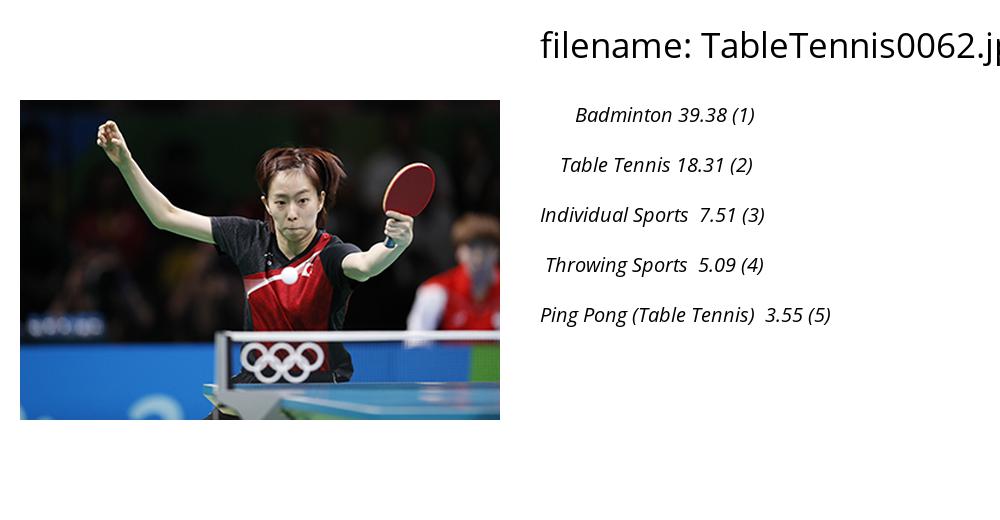 filename: TableTennis0062.jp
Badminton 39.38 (1)
Table Tennis 18.31 (2)
Individual Sports 7.51 (3)
Throwing Sports 5.09 (4)
Ping Pong (Table Tennis) 3.55 (5)